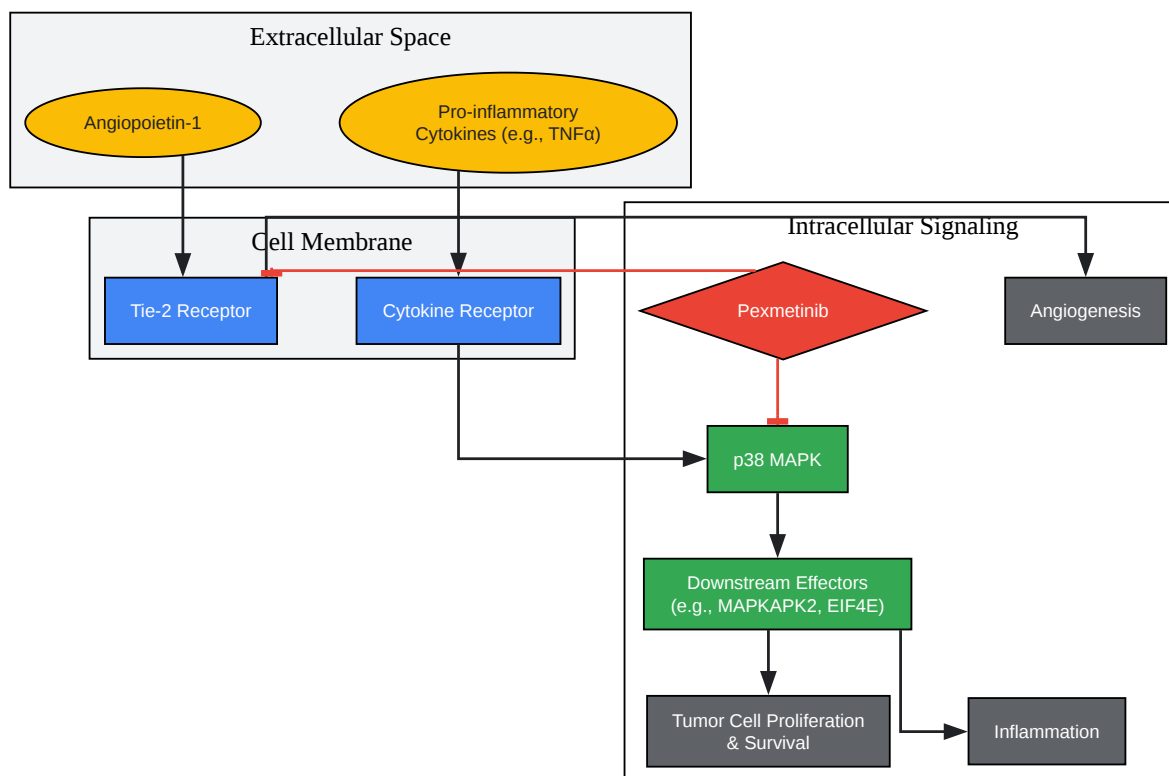 Extracellular Space
Angiopoietin-1
Pro-inflammatory
Cytokines (e.g., TNFα)
Cell Membrane
Intracellular Signaling
Tie-2 Receptor
Cytokine Receptor
Pexmetinib
Angiogenesis
p38 MAPK
Downstream Effectors
(e.g., MAPKAPK2, EIF4E)
Tumor Cell Proliferation
& Survival
Inflammation